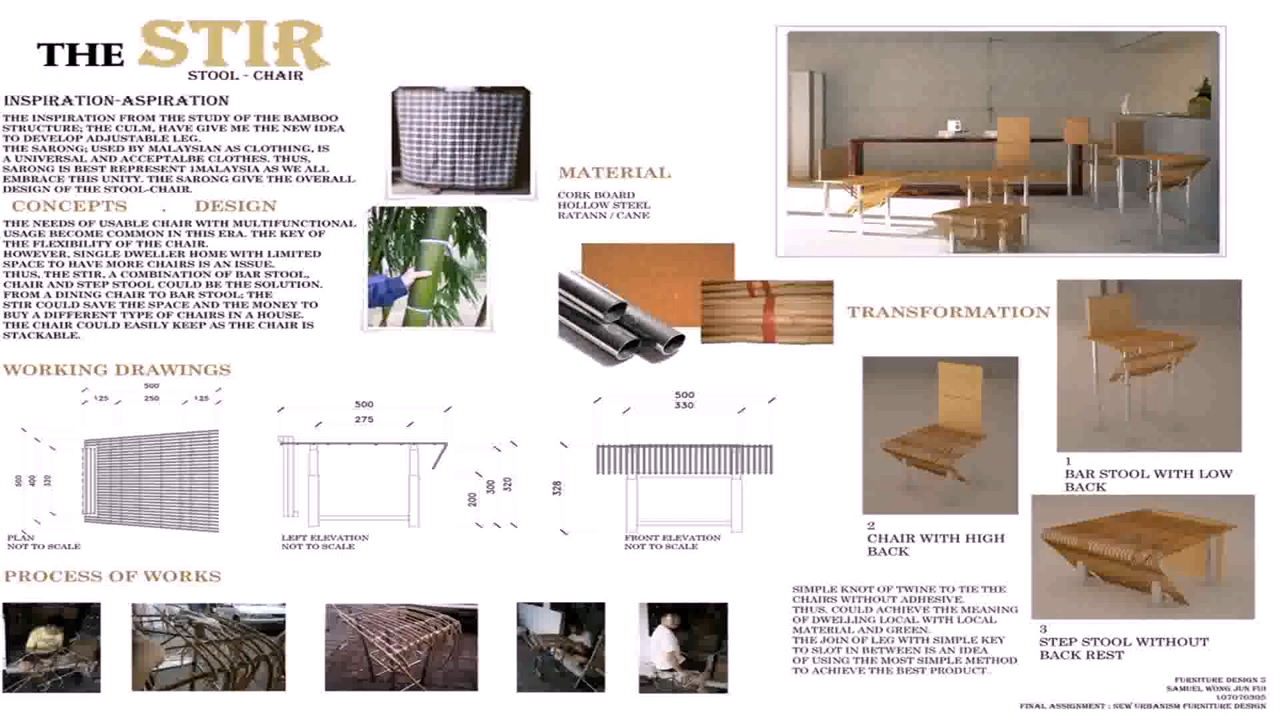 THE STIR
STOOL - CHAIR
INSPIRATION-ASPIRATION
THE INSPIRATION FROM THE STUDY OF THE BAMBOO
STRUCTURE; THE CULM, HAVE GIVE ME THE NEW IDEA
TO DEVELOP ADJUSTABLE LEG.
THE SARONG; USED BY MALAYSIAN AS CLOTHING, IS
A UNIVERSAL AND ACCEPTALBE CLOTHES. THUS,
SARONG IS BEST REPRESENT 1MALAYSIA AS WE ALL
EMBRACE THIS UNITY. THE SARONG GIVE THE OVERALL
DESIGN OF THE STOOL-CHAIR.
CONCEPTS . DESIGN
THE NEEDS OF USABLE CHAIR WITH MULTIFUNCTIONAL
USAGE BECOME COMMON IN THIS ERA. THE KEY OF
THE FLEXIBILITY OF THE CHAIR.
HOWEVER, SINGLE DWELLER HOME WITH LIMITED
SPACE TO HAVE MORE CHAIRS IS AN ISSUE.
THUS, THE STIR, A COMBINATION OF BAR STOOL,
CHAIR AND STEP STOOL COULD BE THE SOLUTION.
FROM A DINING CHAIR TO BAR STOOL; THE
STIR COULD SAVE THE SPACE AND THE MONEY TO
BUY A DIFFERENT TYPE OF CHAIRS IN A HOUSE.
THE CHAIR COULD EASILY KEEP AS THE CHAIR IS
STACKABLE.
MATERIAL
CORK BOARD
HOLLOW STEEL
RATANN / CANE
WORKING DRAWINGS
500
125 250 125
500 400 320
PLAN
NOT TO SCALE
500
275
200 300 320
LEFT ELEVATION
NOT TO SCALE
500
330
328
FRONT ELEVATION
NOT TO SCALE
PROCESS OF WORKS
TRANSFORMATION
1
BAR STOOL WITH LOW
BACK
2
CHAIR WITH HIGH
BACK
3
STEP STOOL WITHOUT
BACK REST
SIMPLE KNOT OF TWINE TO TIE THE
CHAIRS WITHOUT ADHESIVE.
THUS, COULD ACHIEVE THE MEANING
OF DWELLING LOCAL WITH LOCAL
MATERIAL AND GREEN.
THE JOIN OF LEG WITH SIMPLE KEY
TO SLOT IN BETWEEN IS AN IDEA
OF USING THE MOST SIMPLE METHOD
TO ACHIEVE THE BEST PRODUCT.
FURNITURE DESIGN 5
SAMUEL WONG JUN FUI
FINAL ASSIGNMENT : NEW URBANISM FURNITURE DESIGN